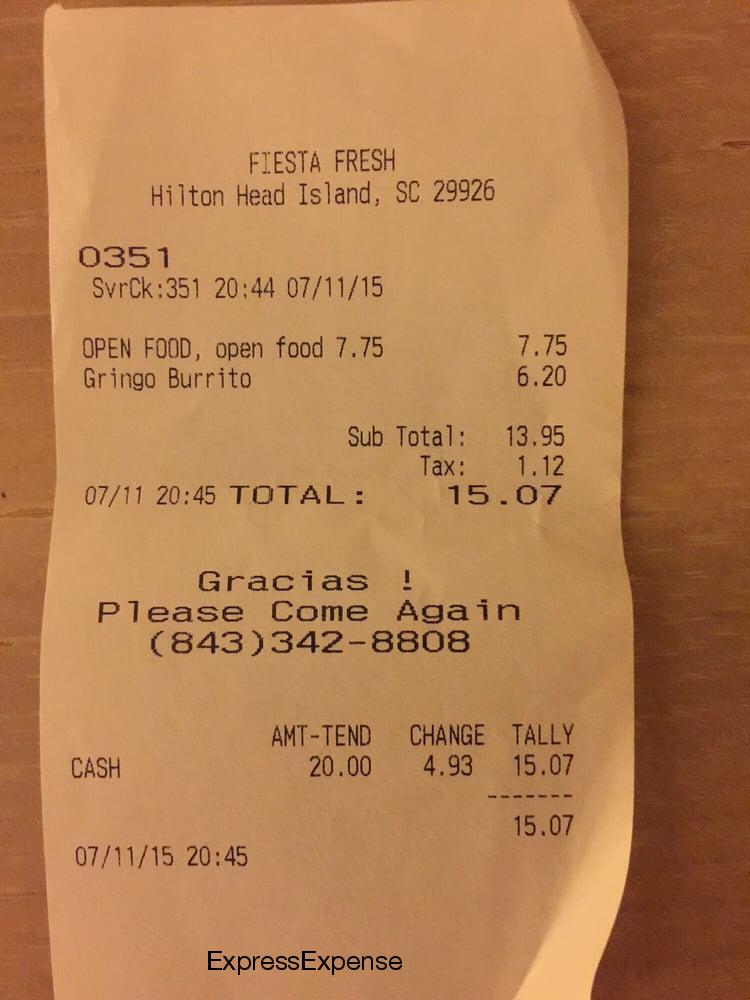 FIESTA FRESH
Hilton Head Island, SC 29926
0351
SvrCk:351 20:44 07/11/15
OPEN FOOD, open food 7.75 7.75
Gringo Burrito 6.20
Sub Total: 13.95
Tax: 1.12
07/11 20:45 TOTAL: 15.07
Gracias !
Please Come Again
(843)342-8808
AMT-TEND CHANGE TALLY
CASH 20.00 4.93 15.07
-------
15.07
07/11/15 20:45
ExpressExpense